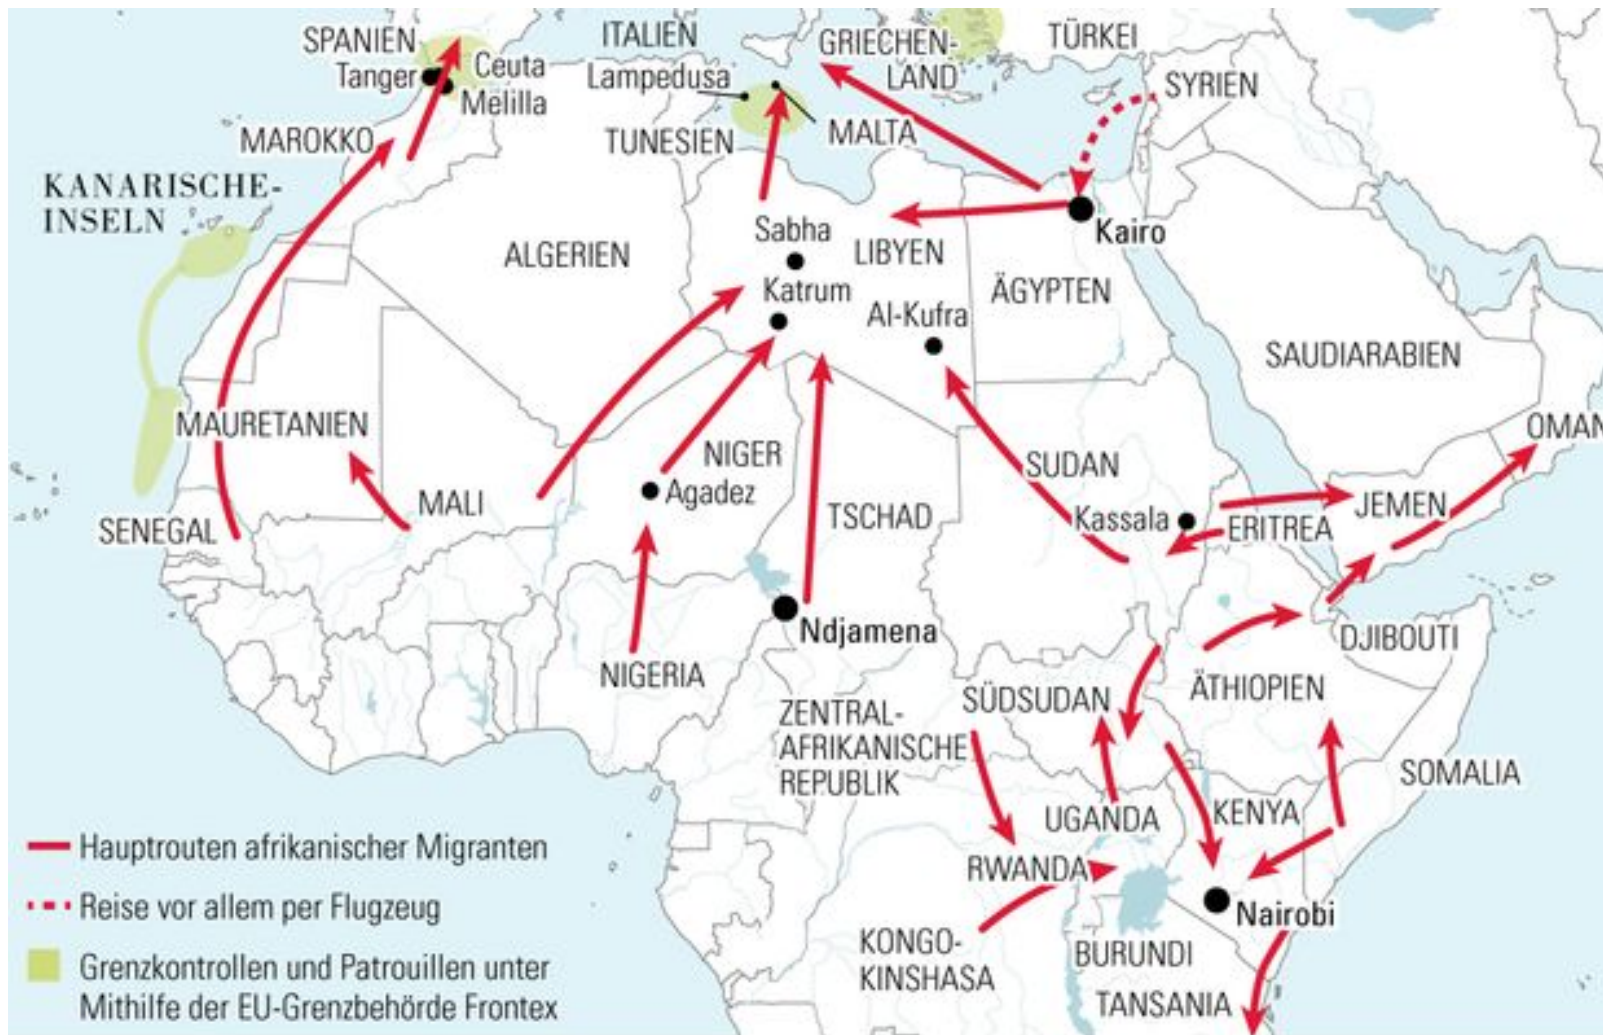 SPANIEN
Tanger
Ceuta
Melilla
ITALIEN
Lampedusa
GRIECHEN-
LAND
TÜRKEI
SYRIEN
MAROKKO
TUNESIEN
MALTA
KANARISCHE-
INSELN
ALGERIEN
Sabha
Katrum
LIBYEN
Al-Kufra
Kairo
ÄGYPTEN
SAUDIARABIEN
OMAN
MAURETANIEN
MALI
SENEGAL
NIGER
Agadez
TSCHAD
SUDAN
Kassala
ERITREA
JEMEN
Ndjamena
NIGERIA
DJIBOUTI
ÄTHIOPIEN
SÜDSUDAN
ZENTRAL-
AFRIKANISCHE
REPUBLIK
SOMALIA
UGANDA
KENYA
RWANDA
Nairobi
KONGO-
KINSHASA
BURUNDI
TANSANIA
Hauptrouten afrikanischer Migranten
Reise vor allem per Flugzeug
Grenzkontrollen und Patrouillen unter
Mithilfe der EU-Grenzbehörde Frontex